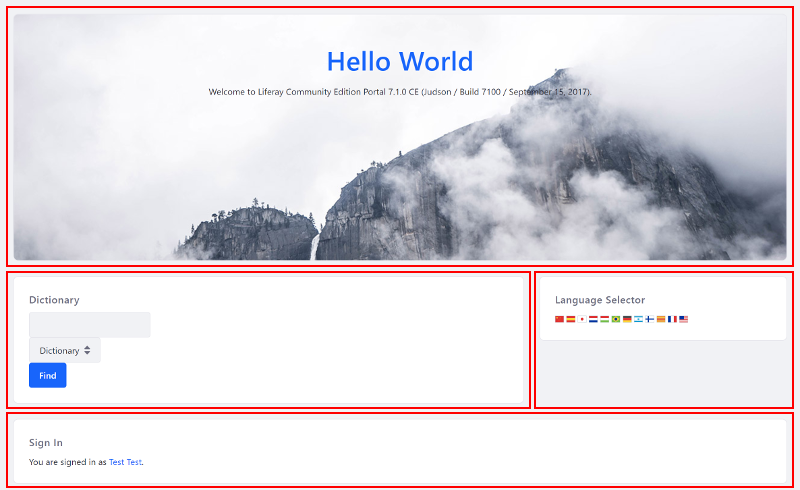 Hello World
Welcome to Liferay Community Edition Portal 7.1.0 CE (Judson / Build 7100 / September 15, 2017).
Dictionary
Dictionary
Find
Language Selector
Sign In
You are signed in as Test Test.